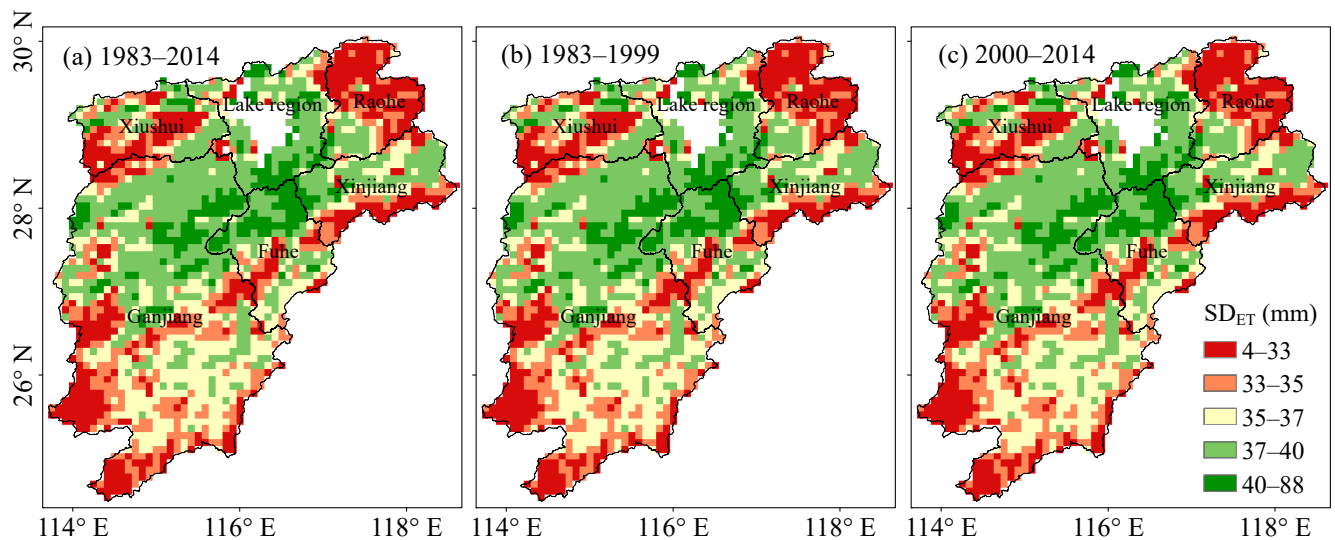 (a) 1983–2014
(b) 1983–1999
(c) 2000–2014
30° N
28° N
26° N
Lake region
Raohe
Xiushui
Xinjiang
Fuhe
Ganjiang
Lake region
Raohe
Xiushui
Xinjiang
Fuhe
Ganjiang
Lake region
Raohe
Xiushui
Xinjiang
Fuhe
Ganjiang
SD_ET (mm)
4–33
33–35
35–37
37–40
40–88
114° E
116° E
118° E
114° E
116° E
118° E
114° E
116° E
118° E